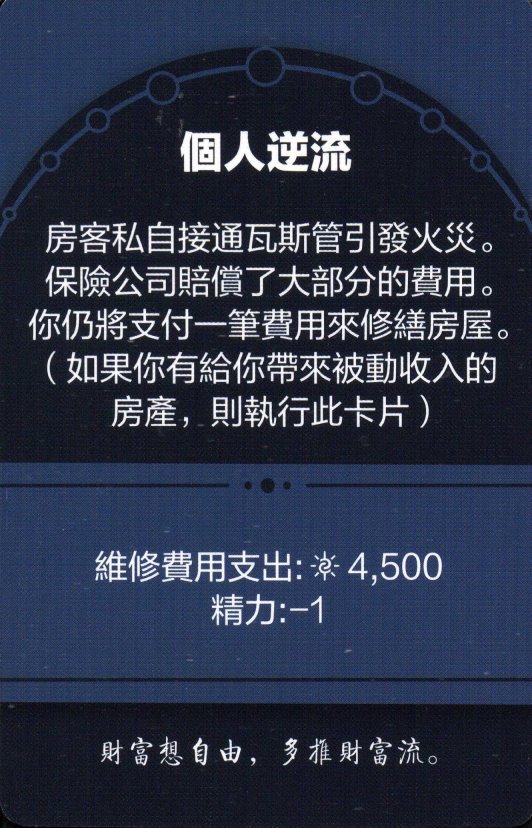 個人逆流
房客私自接通瓦斯管引發火災。
保險公司賠償了大部分的費用。
你仍將支付一筆費用來修繕房屋。
（如果你有給你帶來被動收入的
房產，則執行此卡片）
維修費用支出: 4,500
精力:-1
財富想自由，多推財富流。